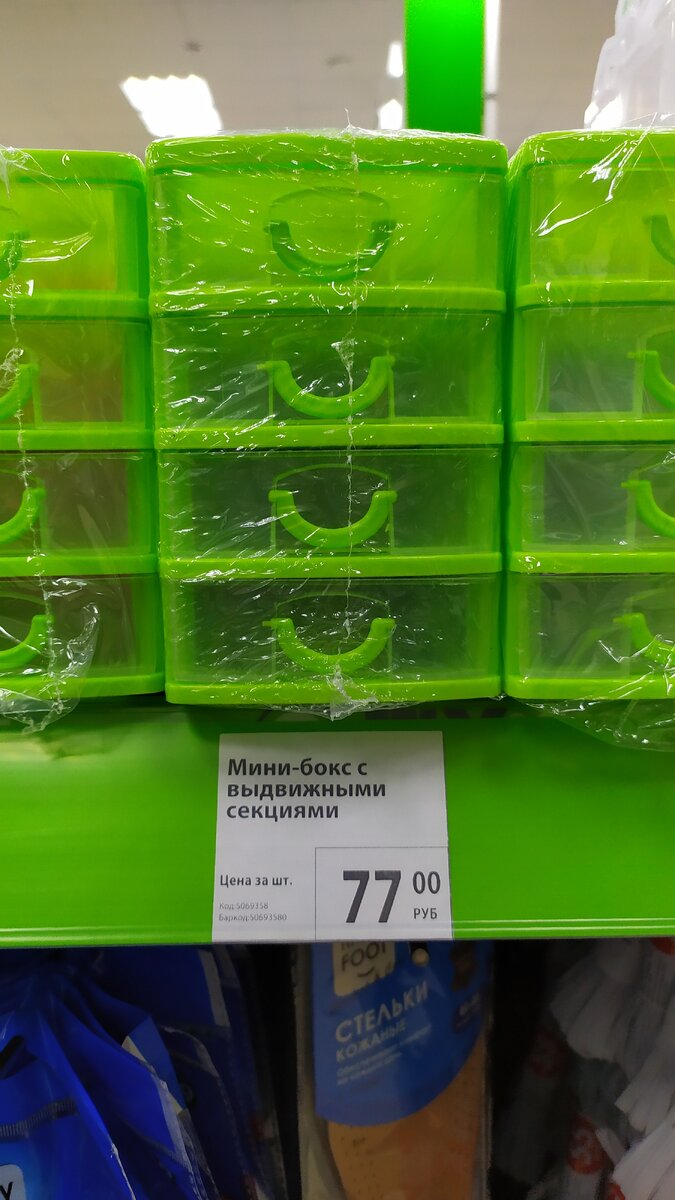 Мини-бокс с
выдвижными
секциями
Цена за шт.
77 00
РУБ
Код:5069358
Баркод:50693580
FOOT
СТЕЛЬКИ
КОЖАНЫЕ